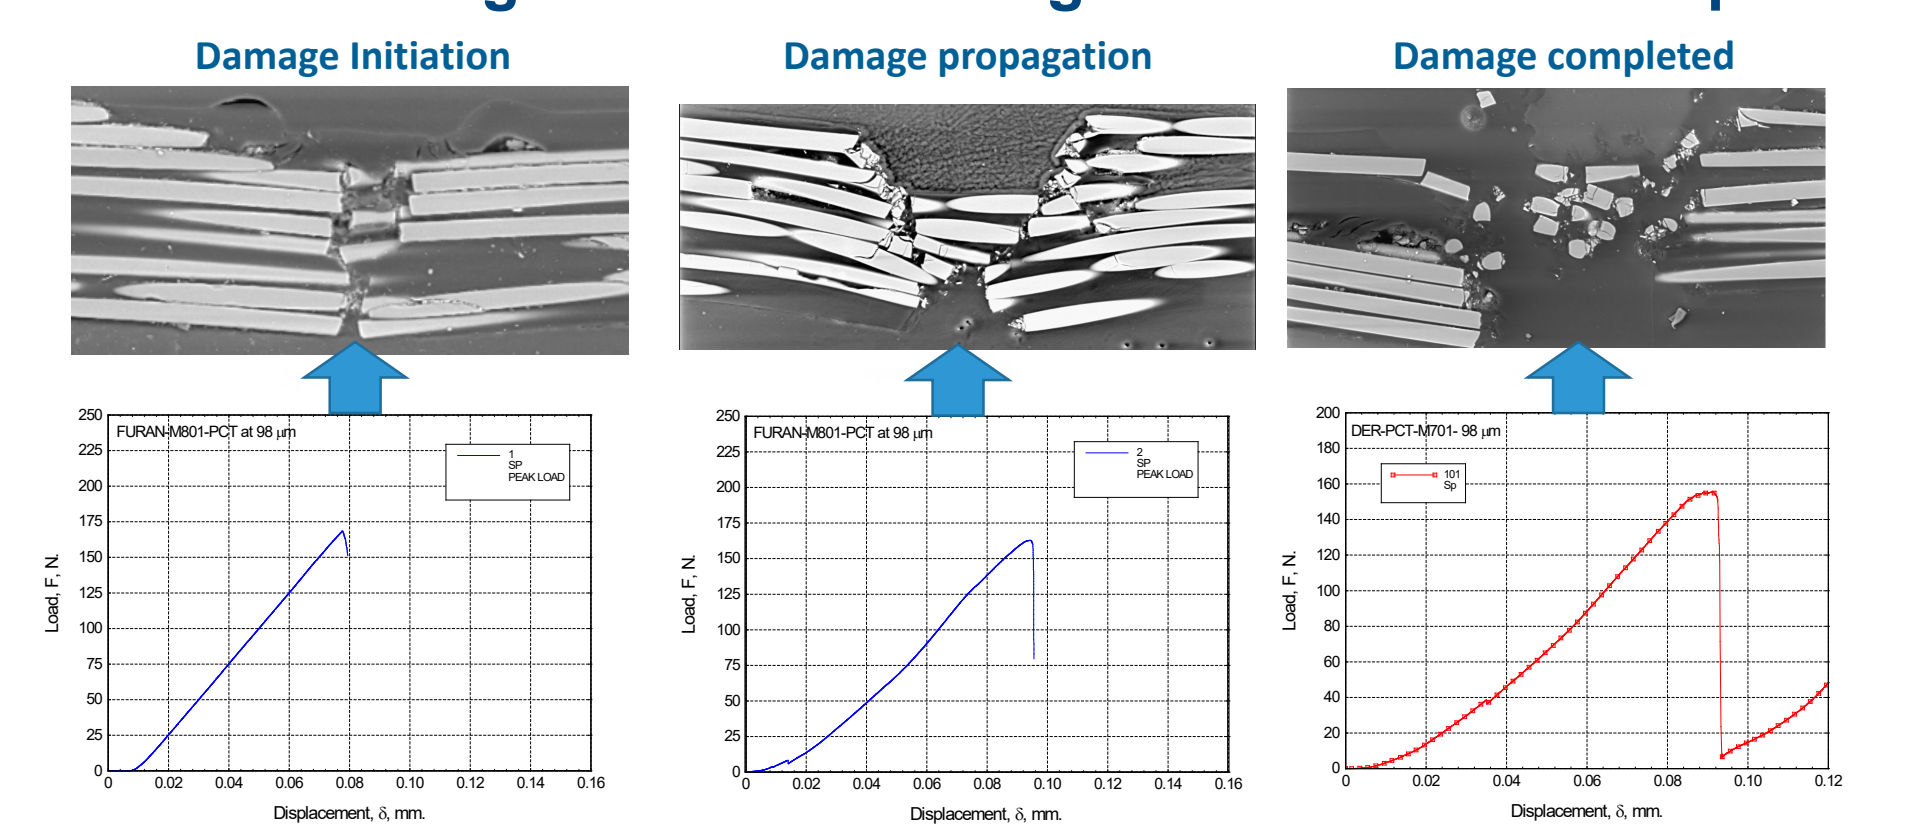 Damage Initiation
Damage propagation
Damage completed
FURAN-M801-PCT at 98 μm
1
SP
PEAK LOAD
250
225
200
175
150
125
100
75
50
25
0
Load, F, N.
0 0.02 0.04 0.06 0.08 0.10 0.12 0.14 0.16
Displacement, δ, mm.
FURAN-M801-PCT at 98 μm
2
SP
PEAK LOAD
250
225
200
175
150
125
100
75
50
25
0
Load, F, N.
0 0.02 0.04 0.06 0.08 0.10 0.12 0.14 0.16
Displacement, δ, mm.
DER-PCT-M701- 98 μm
101
Sp
200
180
160
140
120
100
80
60
40
20
0
Load, F, N.
0 0.02 0.04 0.06 0.08 0.10 0.12
Displacement, δ, mm.